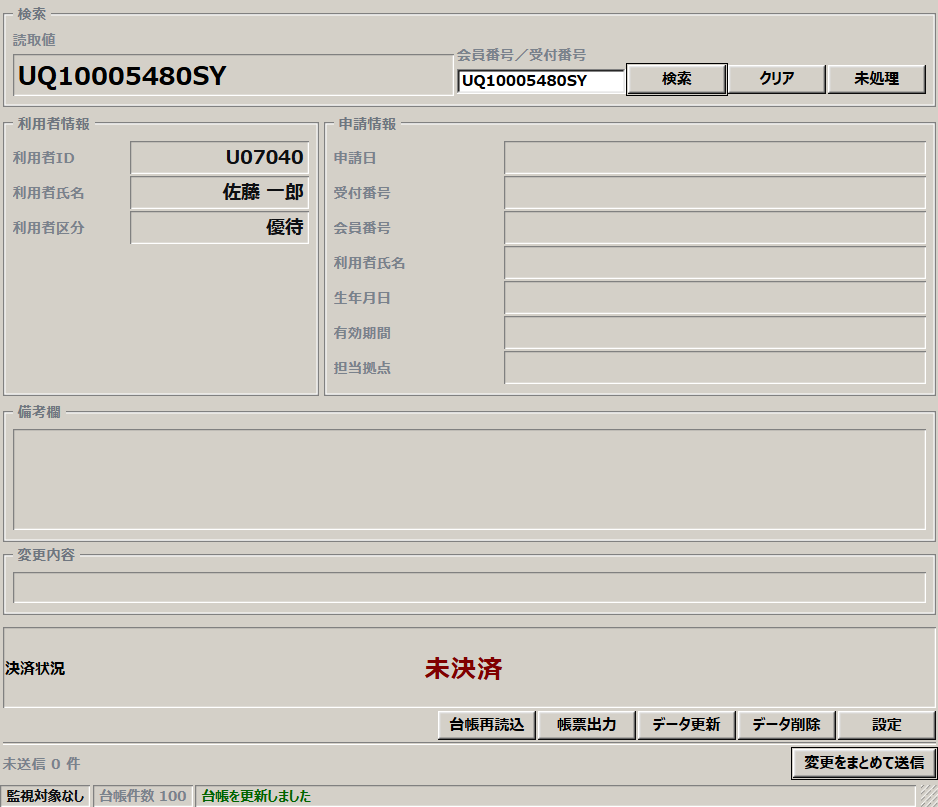 検索
読取値
会員番号／受付番号
UQ10005480SY
UQ10005480SY
検索
クリア
未処理
利用者情報
利用者ID
U07040
利用者氏名
佐藤 一郎
利用者区分
優待
申請情報
申請日
受付番号
会員番号
利用者氏名
生年月日
有効期間
担当拠点
備考欄
変更内容
決済状況
未決済
台帳再読込
帳票出力
データ更新
データ削除
設定
未送信 0 件
変更をまとめて送信
監視対象なし
台帳件数 100
台帳を更新しました